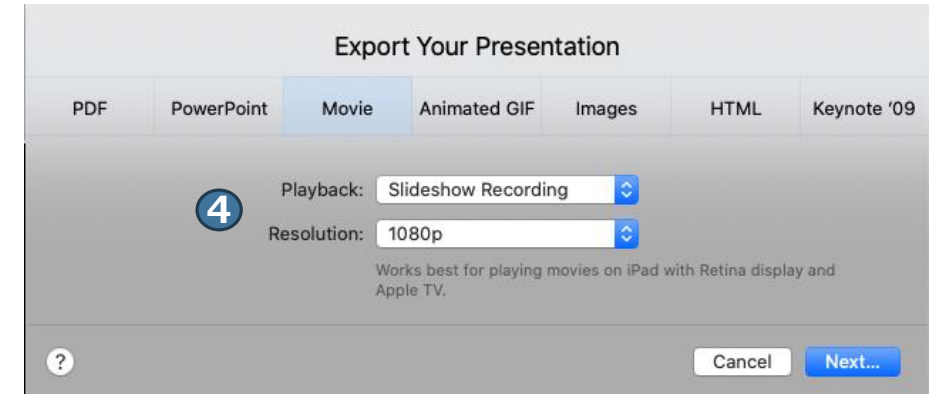 Export Your Presentation
PDF PowerPoint Movie Animated GIF Images HTML Keynote '09
4
Playback: Slideshow Recording
Resolution: 1080p
Works best for playing movies on iPad with Retina display and
Apple TV.
? Cancel Next...